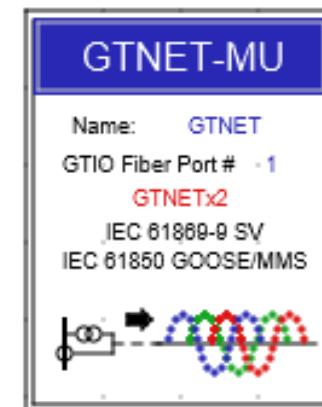 GTNET-MU
Name: GTNET
GTIO Fiber Port # 1
GTNETx2
IEC 61869-9 SV
IEC 61850 GOOSE/MMS